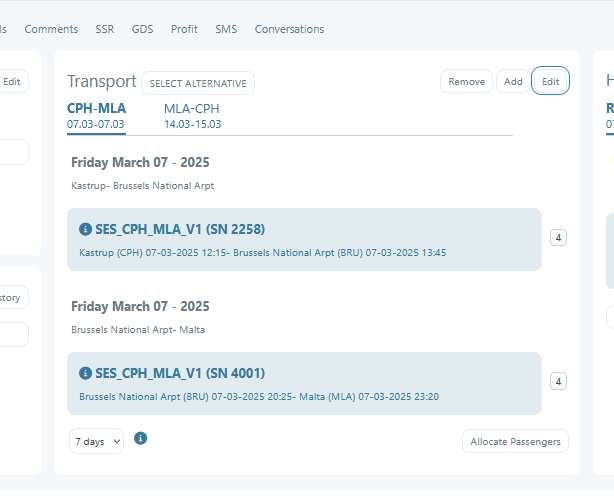 Comments SSR GDS Profit SMS Conversations
Edit
Transport SELECT ALTERNATIVE Remove Add Edit
CPH-MLA MLA-CPH
07.03-07.03 14.03-15.03
Friday March 07 - 2025
Kastrup- Brussels National Arpt
SES_CPH_MLA_V1 (SN 2258)
4
Kastrup (CPH) 07-03-2025 12:15- Brussels National Arpt (BRU) 07-03-2025 13:45
Friday March 07 - 2025
Brussels National Arpt- Malta
SES_CPH_MLA_V1 (SN 4001)
4
Brussels National Arpt (BRU) 07-03-2025 20:25- Malta (MLA) 07-03-2025 23:20
7 days
Allocate Passengers